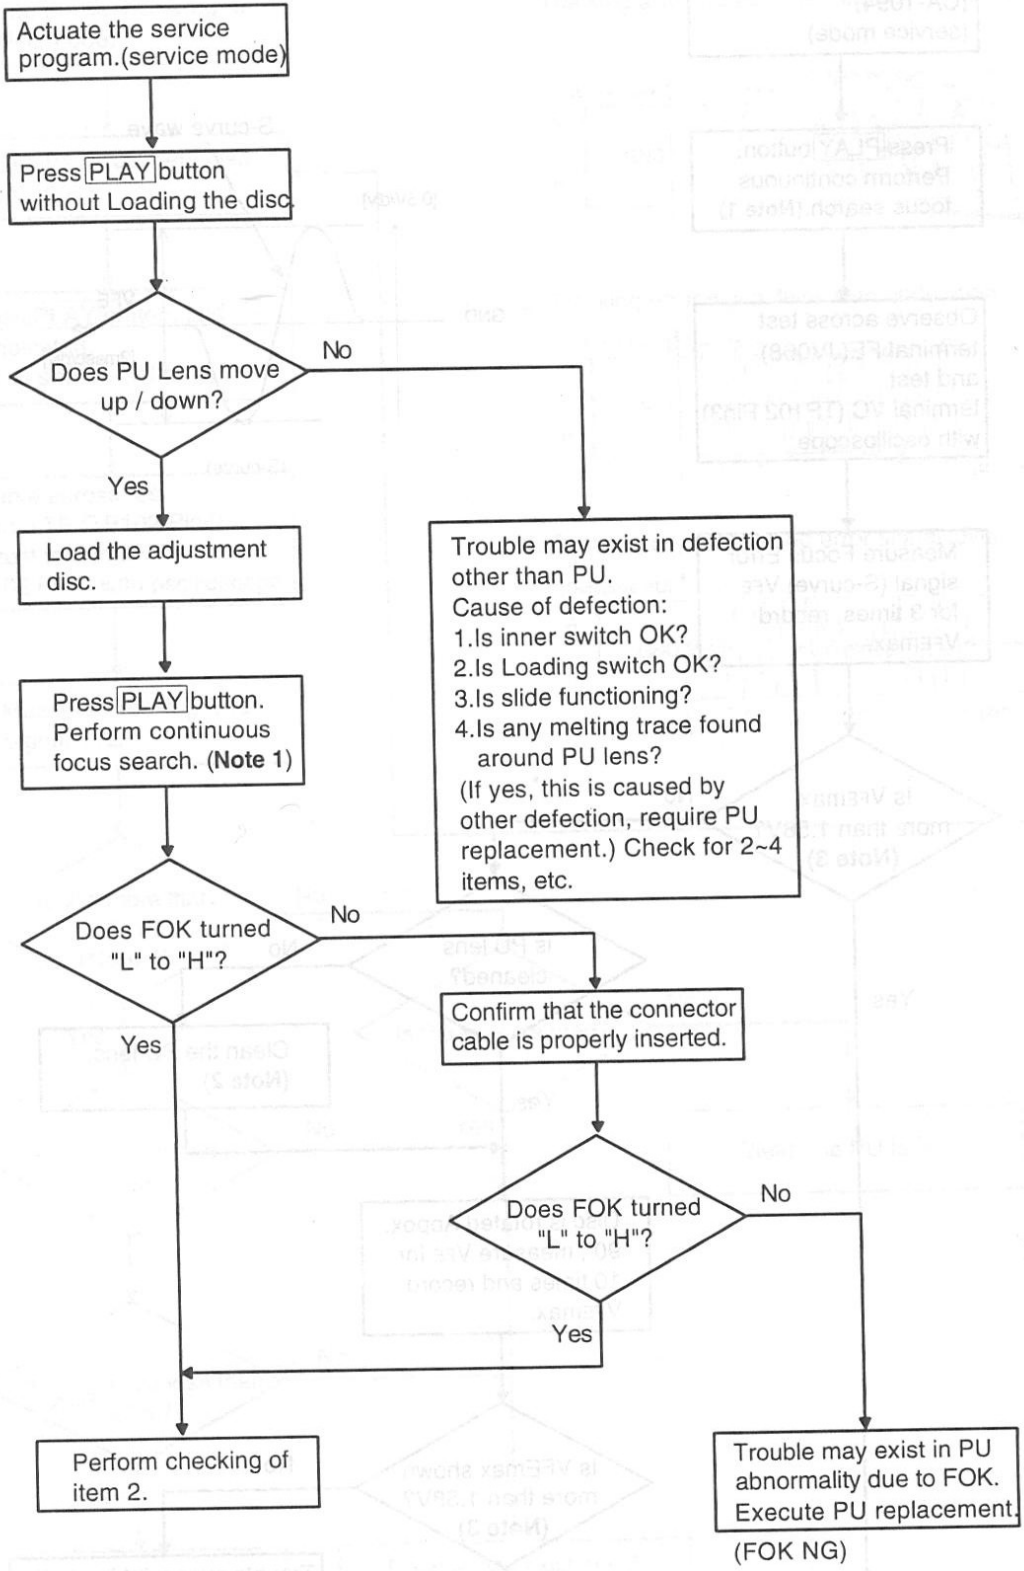 Actuate the service
program.(service mode)
Press PLAY button
without Loading the disc.
Does PU Lens move
up / down?
No
Yes
Load the adjustment
disc.
Trouble may exist in defection
other than PU.
Cause of defection:
1.Is inner switch OK?
2.Is Loading switch OK?
3.Is slide functioning?
4.Is any melting trace found
around PU lens?
(If yes, this is caused by
other defection, require PU
replacement.) Check for 2~4
items, etc.
Press PLAY button.
Perform continuous
focus search. (Note 1)
Does FOK turned
"L" to "H"?
No
Yes
Confirm that the connector
cable is properly inserted.
Does FOK turned
"L" to "H"?
No
Yes
Perform checking of
item 2.
Trouble may exist in PU
abnormality due to FOK.
Execute PU replacement.
(FOK NG)